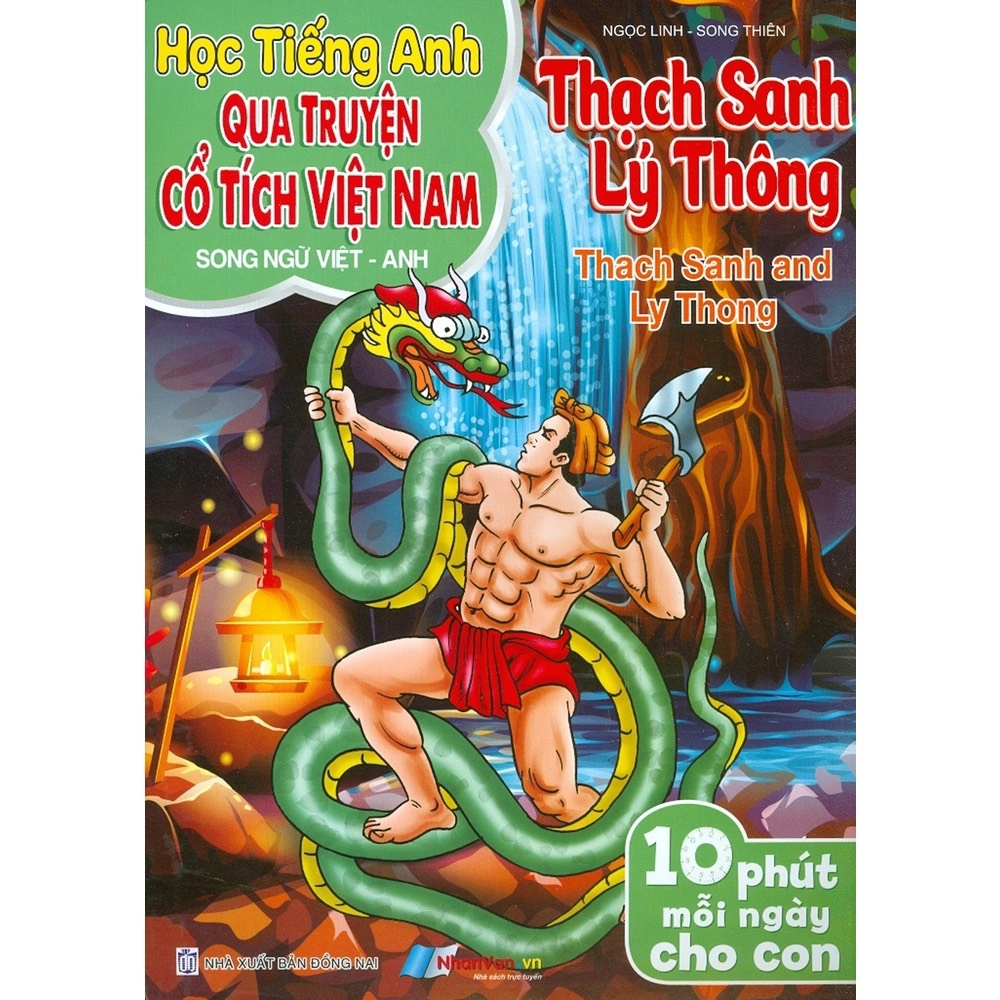 Học Tiếng Anh
QUA TRUYỆN
CỔ TÍCH VIỆT NAM
SONG NGỮ VIỆT - ANH
NGỌC LINH - SONG THIÊN
Thạch Sanh
Lý Thông
Thach Sanh and
Ly Thong
10 phút
mỗi ngày
cho con
NHÀ XUẤT BẢN ĐỒNG NAI
NhanVan.vn
Nhà sách trực tuyến